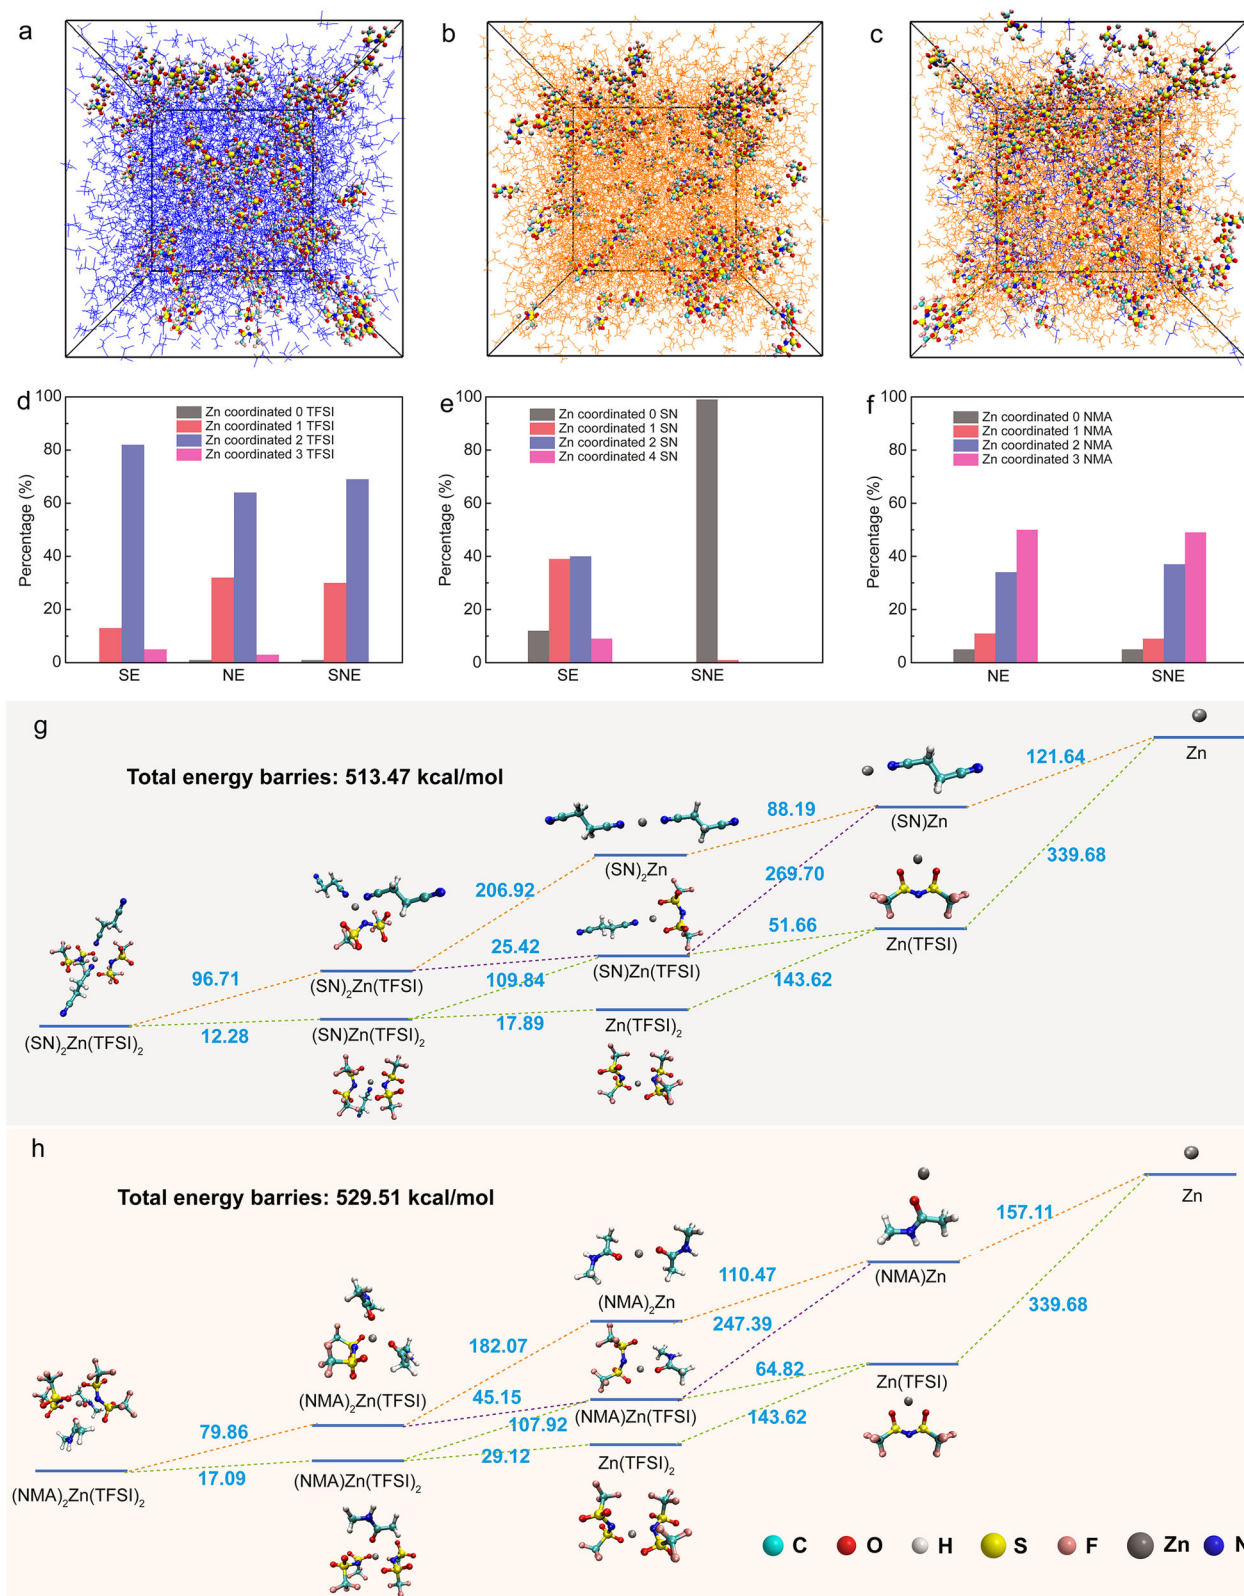 a
b
c
d
100
80
60
40
20
0
Percentage (%)
Zn coordinated 0 TFSI
Zn coordinated 1 TFSI
Zn coordinated 2 TFSI
Zn coordinated 3 TFSI
SE NE SNE
e
100
80
60
40
20
0
Percentage (%)
Zn coordinated 0 SN
Zn coordinated 1 SN
Zn coordinated 2 SN
Zn coordinated 4 SN
SE SNE
f
100
80
60
40
20
0
Percentage (%)
Zn coordinated 0 NMA
Zn coordinated 1 NMA
Zn coordinated 2 NMA
Zn coordinated 3 NMA
NE SNE
g
Total energy barries: 513.47 kcal/mol
Zn
121.64
88.19
(SN)Zn
(SN)₂Zn
206.92
269.70
339.68
25.42
51.66
Zn(TFSI)
96.71
(SN)₂Zn(TFSI)
109.84
(SN)Zn(TFSI)
143.62
(SN)₂Zn(TFSI)₂
12.28
(SN)Zn(TFSI)₂
17.89
Zn(TFSI)₂
h
Total energy barries: 529.51 kcal/mol
Zn
157.11
110.47
(NMA)Zn
(NMA)₂Zn
247.39
339.68
182.07
64.82
Zn(TFSI)
(NMA)₂Zn(TFSI)
45.15
(NMA)Zn(TFSI)
79.86
107.92
143.62
17.09
29.12
Zn(TFSI)₂
(NMA)₂Zn(TFSI)₂
(NMA)Zn(TFSI)₂
C O H S F Zn N